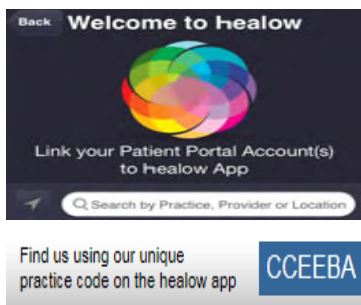 Back Welcome to healow
Link your Patient Portal Account(s)
to healow App
Search by Practice, Provider or Location
Find us using our unique
practice code on the healow app
CCEEBA